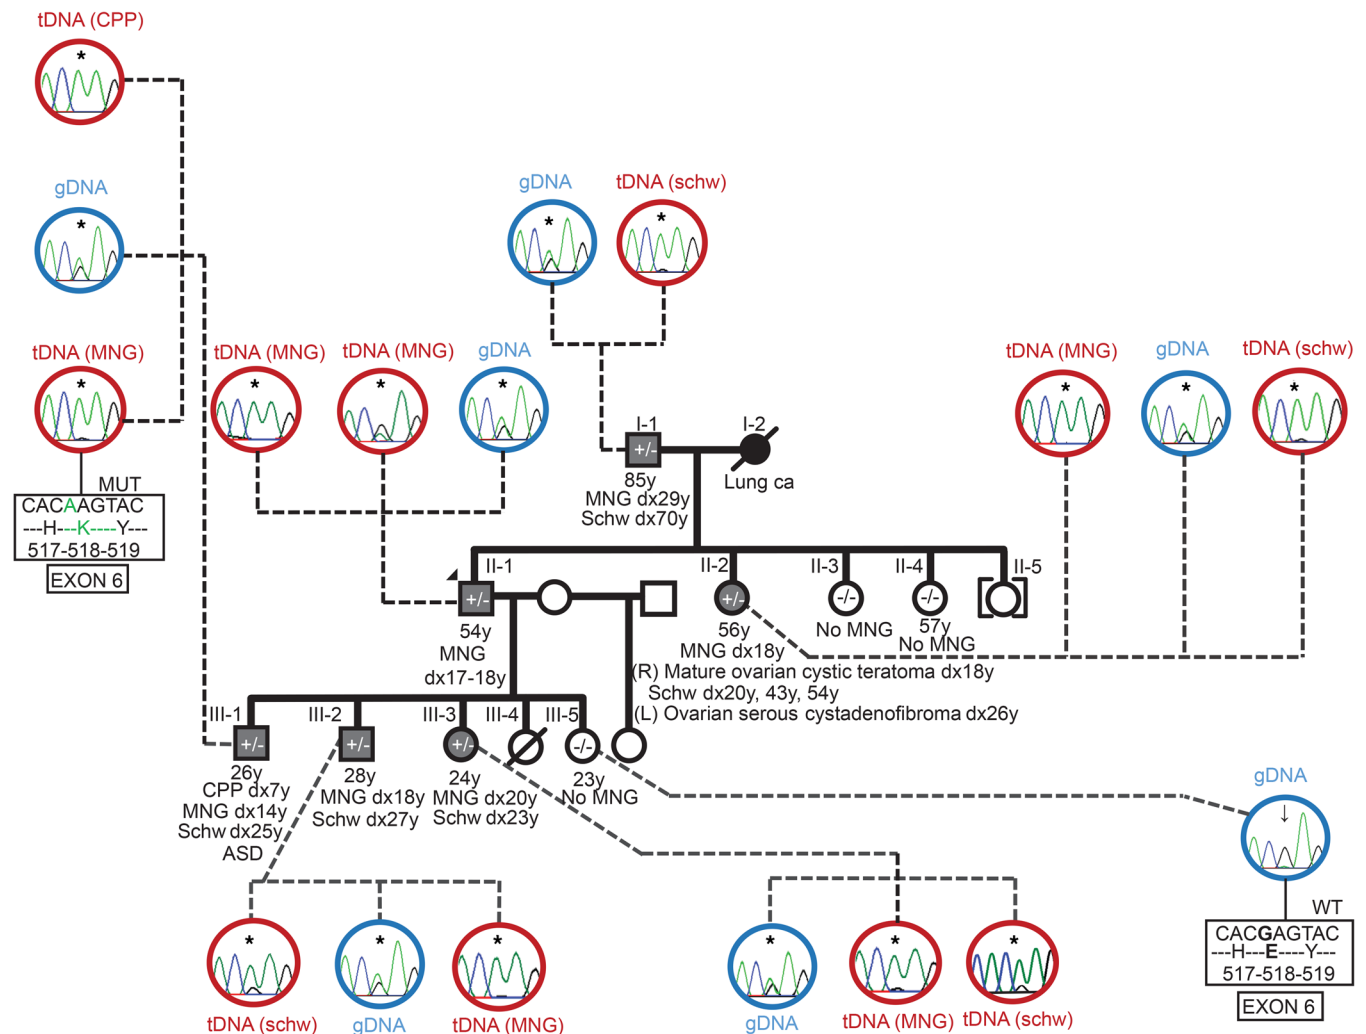 tDNA (CPP)
*
gDNA
*
tDNA (MNG)
*
MUT
CACAAGTAC
---H---K----Y---
517-518-519
EXON 6
tDNA (MNG)
*
tDNA (MNG)
*
gDNA
*
gDNA
*
tDNA (schw)
*
tDNA (MNG)
*
gDNA
*
tDNA (schw)
*
I-1
+/-
85y
MNG dx29y
Schw dx70y
I-2
Lung ca
II-1
+/-
54y
MNG
dx17-18y
II-2
+/-
56y
MNG dx18y
(R) Mature ovarian cystic teratoma dx18y
Schw dx20y, 43y, 54y
(L) Ovarian serous cystadenofibroma dx26y
II-3
-/-
No MNG
II-4
-/-
57y
No MNG
II-5
III-1
+/-
26y
CPP dx7y
MNG dx14y
Schw dx25y
ASD
III-2
+/-
28y
MNG dx18y
Schw dx27y
III-3
+/-
24y
MNG dx20y
Schw dx23y
III-4
III-5
-/-
23y
No MNG
gDNA
↓
WT
CACGAGTAC
---H---E----Y---
517-518-519
EXON 6
*
tDNA (schw)
*
gDNA
*
tDNA (MNG)
*
gDNA
*
tDNA (MNG)
*
tDNA (schw)